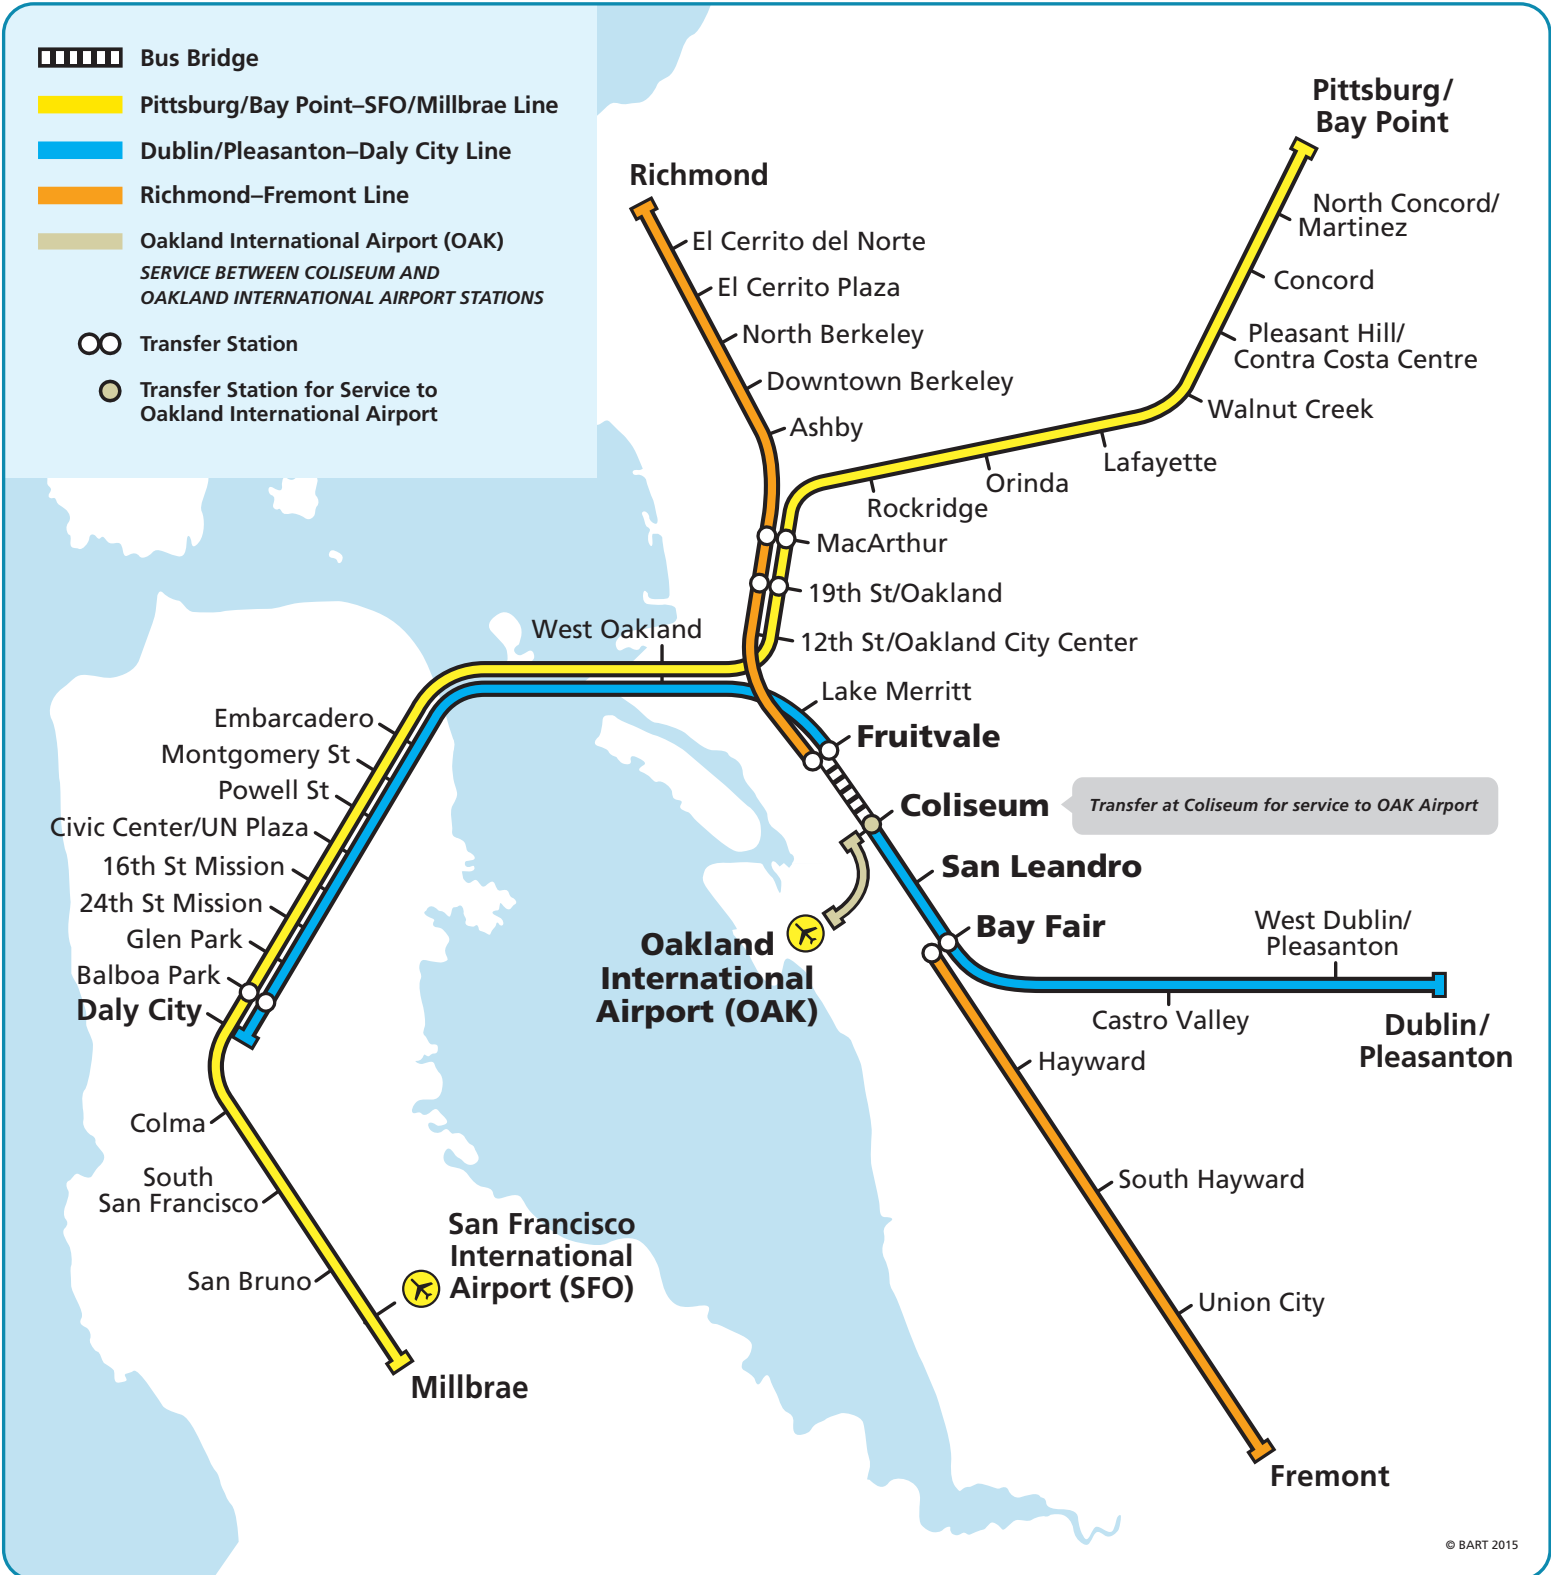 Bus Bridge
Pittsburg/Bay Point–SFO/Millbrae Line
Dublin/Pleasanton–Daly City Line
Richmond–Fremont Line
Oakland International Airport (OAK)
SERVICE BETWEEN COLISEUM AND
OAKLAND INTERNATIONAL AIRPORT STATIONS
Transfer Station
Transfer Station for Service to
Oakland International Airport
Pittsburg/
Bay Point
North Concord/
Martinez
Concord
Pleasant Hill/
Contra Costa Centre
Walnut Creek
Lafayette
Orinda
Rockridge
Richmond
El Cerrito del Norte
El Cerrito Plaza
North Berkeley
Downtown Berkeley
Ashby
MacArthur
19th St/Oakland
12th St/Oakland City Center
West Oakland
Lake Merritt
Fruitvale
Coliseum
Transfer at Coliseum for service to OAK Airport
San Leandro
Bay Fair
Oakland
International
Airport (OAK)
West Dublin/
Pleasanton
Castro Valley
Dublin/
Pleasanton
Hayward
South Hayward
Union City
Fremont
Embarcadero
Montgomery St
Powell St
Civic Center/UN Plaza
16th St Mission
24th St Mission
Glen Park
Balboa Park
Daly City
Colma
South
San Francisco
San Bruno
San Francisco
International
Airport (SFO)
Millbrae
© BART 2015